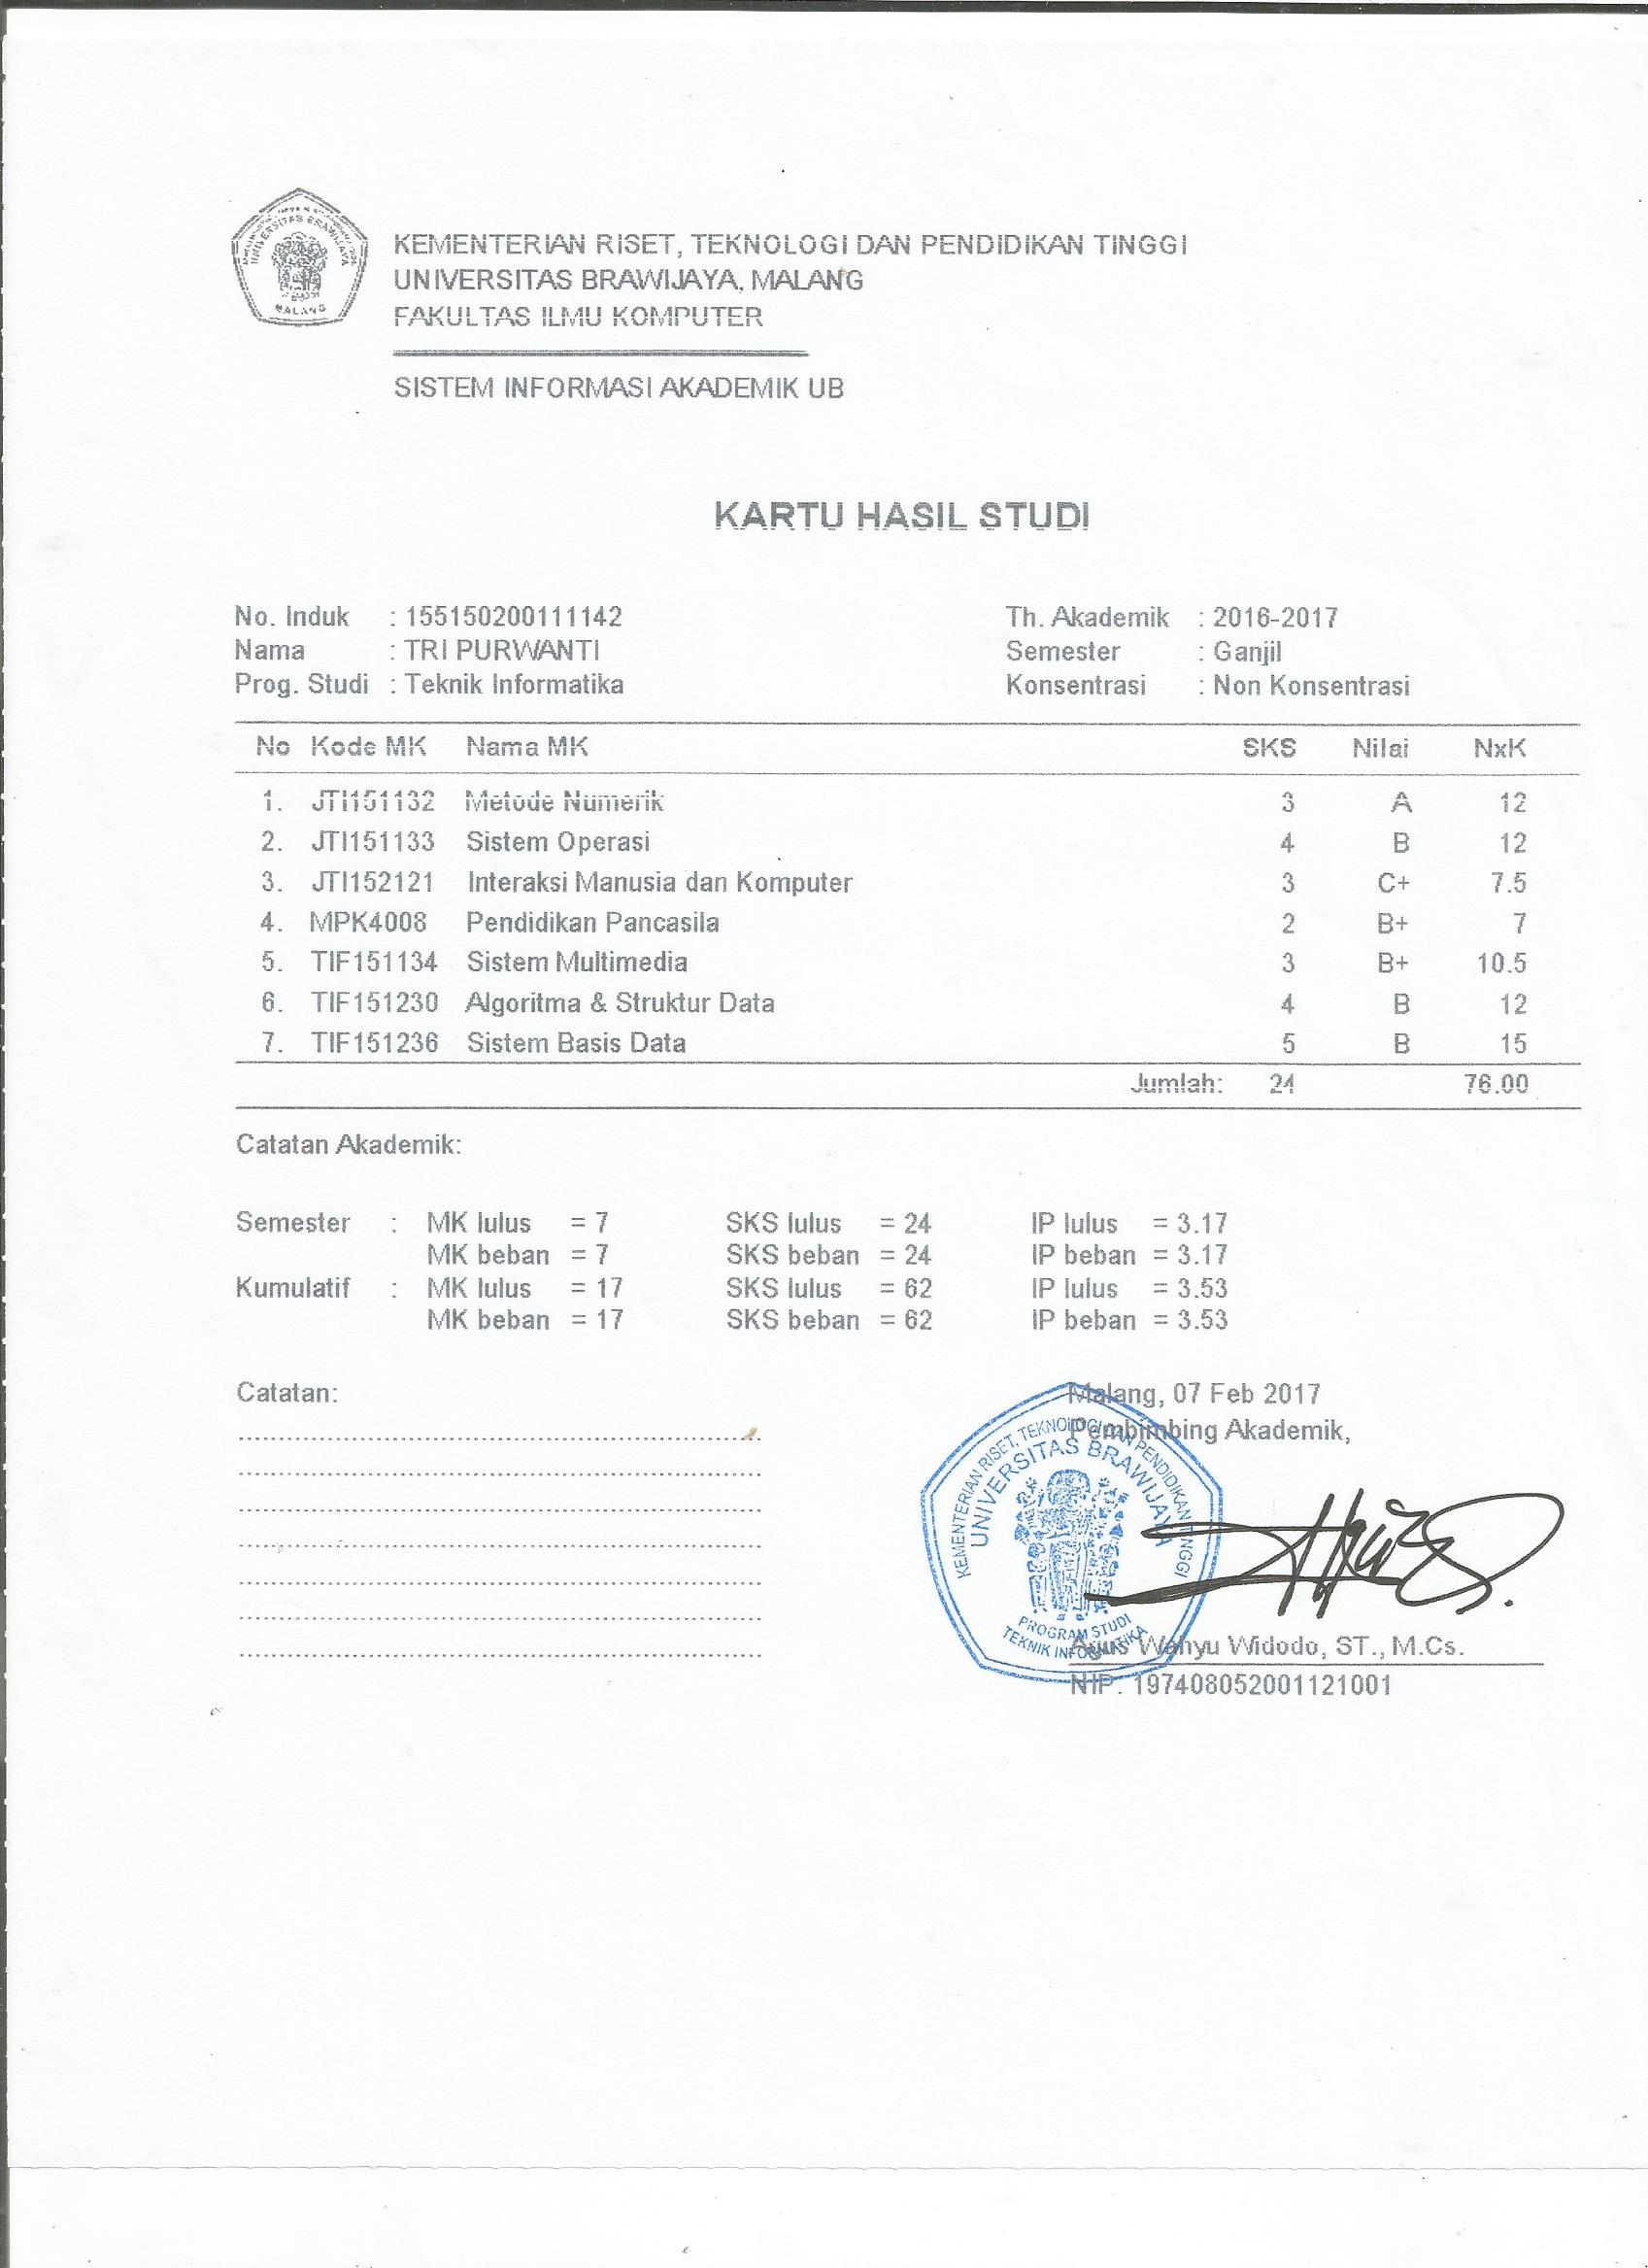 UNIVERSITAS BRAWIJAYA
MALANG
KEMENTERIAN RISET, TEKNOLOGI DAN PENDIDIKAN TINGGI
UNIVERSITAS BRAWIJAYA, MALANG
FAKULTAS ILMU KOMPUTER
SISTEM INFORMASI AKADEMIK UB
KARTU HASIL STUDI
No. Induk : 155150200111142 Th. Akademik : 2016-2017
Nama : TRI PURWANTI Semester : Ganjil
Prog. Studi : Teknik Informatika Konsentrasi : Non Konsentrasi
No Kode MK Nama MK SKS Nilai NxK
1. JTI151132 Metode Numerik 3 A 12
2. JTI151133 Sistem Operasi 4 B 12
3. JTI152121 Interaksi Manusia dan Komputer 3 C+ 7.5
4. MPK4008 Pendidikan Pancasila 2 B+ 7
5. TIF151134 Sistem Multimedia 3 B+ 10.5
6. TIF151230 Algoritma & Struktur Data 4 B 12
7. TIF151236 Sistem Basis Data 5 B 15
Jumlah: 24 76.00
Catatan Akademik:
Semester : MK lulus = 7 SKS lulus = 24 IP lulus = 3.17
MK beban = 7 SKS beban = 24 IP beban = 3.17
Kumulatif : MK lulus = 17 SKS lulus = 62 IP lulus = 3.53
MK beban = 17 SKS beban = 62 IP beban = 3.53
Catatan: Malang, 07 Feb 2017
Pembimbing Akademik,
KEMENTERIAN RISET, TEKNOLOGI DAN PENDIDIKAN TINGGI
UNIVERSITAS BRAWIJAYA
PROGRAM STUDI
TEKNIK INFORMATIKA
Agus Wahyu Widodo, ST., M.Cs.
NIP. 197408052001121001